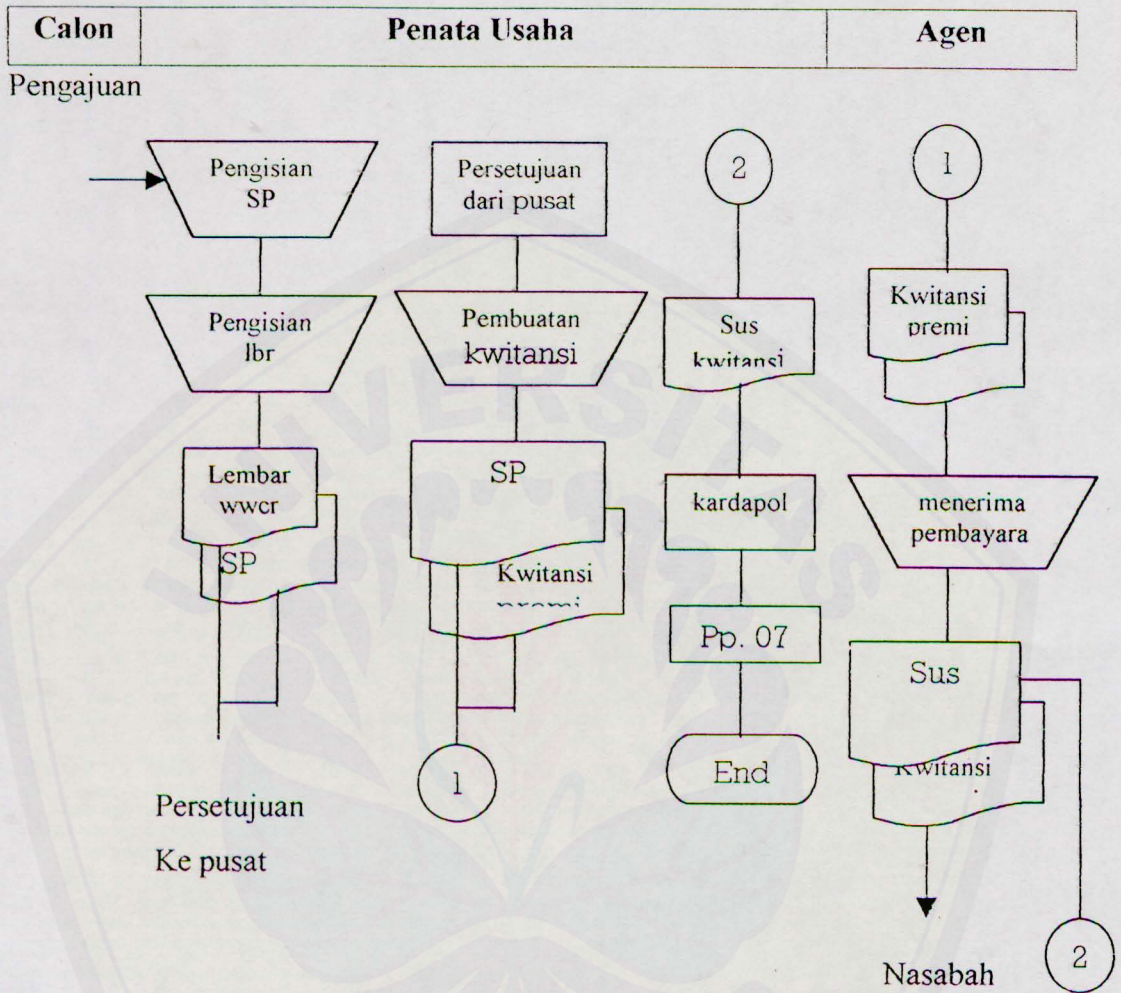 Calon Penata Usaha Agen
Pengajuan
Pengisian
SP
Pengisian
lbr
Lembar
wwcr
SP
Persetujuan
Ke pusat
Persetujuan
dari pusat
Pembuatan
kwitansi
SP
Kwitansi
premi
1
2
Sus
kwitansi
kardapol
Pp. 07
End
1
Kwitansi
premi
menerima
pembayara
Sus
Kwitansi
Nasabah
2
UNIVERSITAS